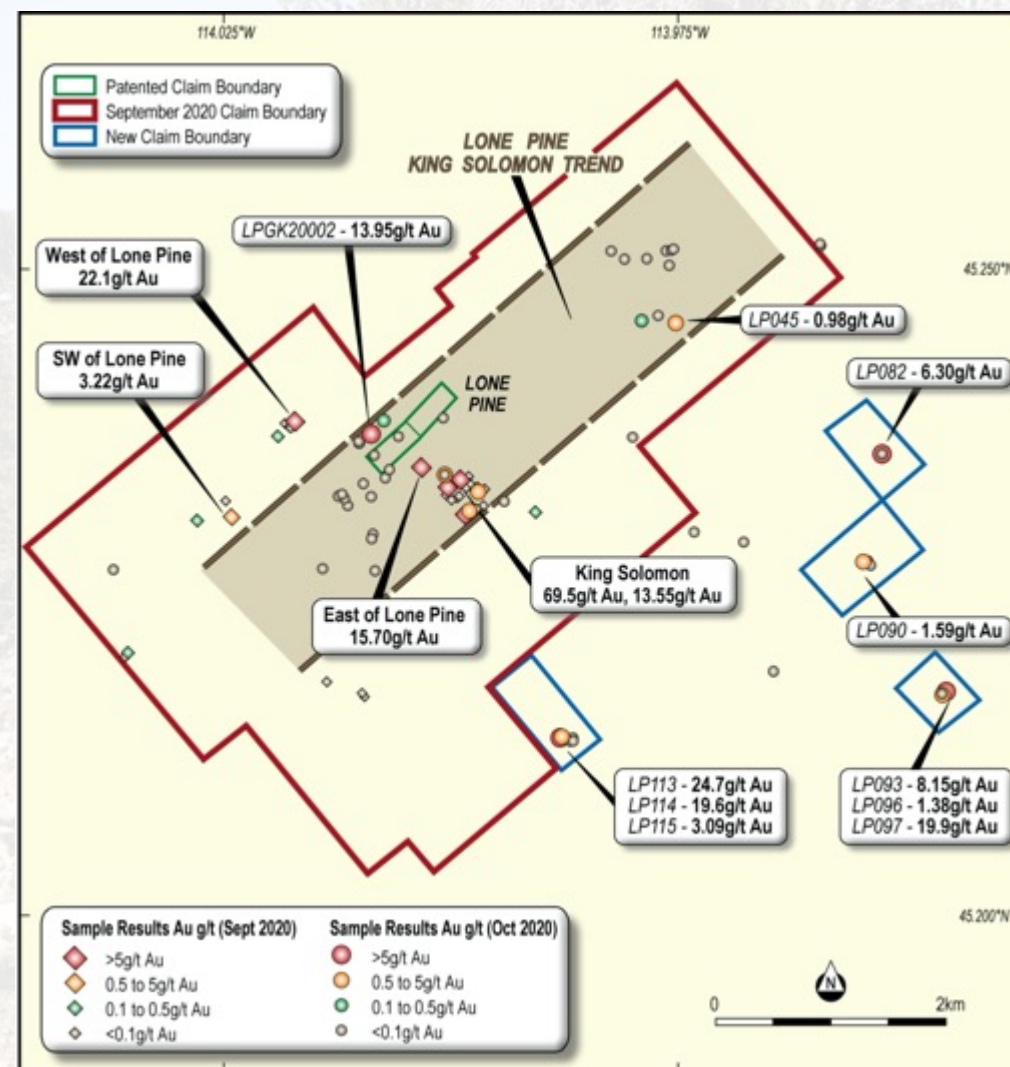 114.025°W
113.975°W
Patented Claim Boundary
September 2020 Claim Boundary
New Claim Boundary
LONE PINE
KING SOLOMON TREND
LPGK20002 - 13.95g/t Au
West of Lone Pine
22.1g/t Au
45.250°N
LP045 - 0.98g/t Au
SW of Lone Pine
3.22g/t Au
LP082 - 6.30g/t Au
LONE
PINE
King Solomon
69.5g/t Au, 13.55g/t Au
East of Lone Pine
15.70g/t Au
LP090 - 1.59g/t Au
LP113 - 24.7g/t Au
LP114 - 19.6g/t Au
LP115 - 3.09g/t Au
LP093 - 8.15g/t Au
LP096 - 1.38g/t Au
LP097 - 19.9g/t Au
45.200°N
Sample Results Au g/t (Sept 2020)
>5g/t Au
0.5 to 5g/t Au
0.1 to 0.5g/t Au
<0.1g/t Au
Sample Results Au g/t (Oct 2020)
>5g/t Au
0.5 to 5g/t Au
0.1 to 0.5g/t Au
<0.1g/t Au
N
0 2km